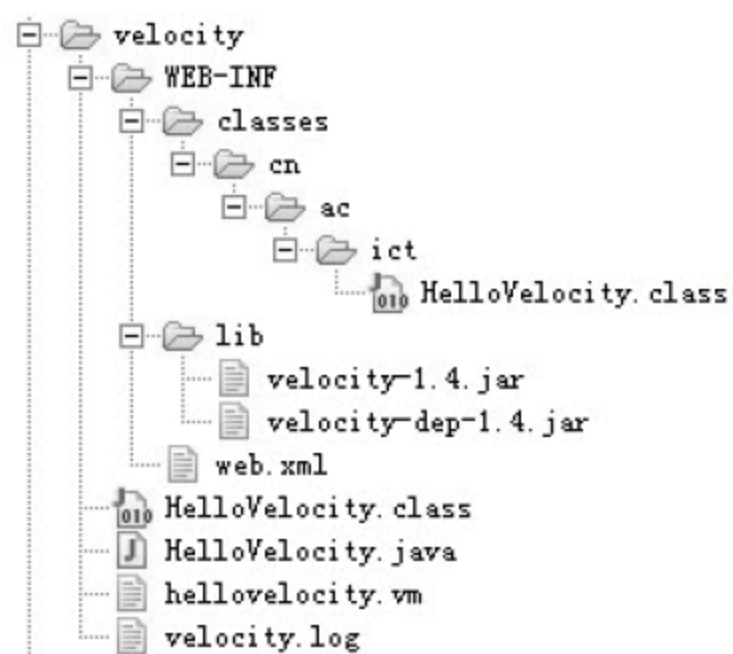 velocity
WEB-INF
classes
cn
ac
ict
HelloVelocity.class
lib
velocity-1.4.jar
velocity-dep-1.4.jar
web.xml
HelloVelocity.class
HelloVelocity.java
hellovelocity.vm
velocity.log